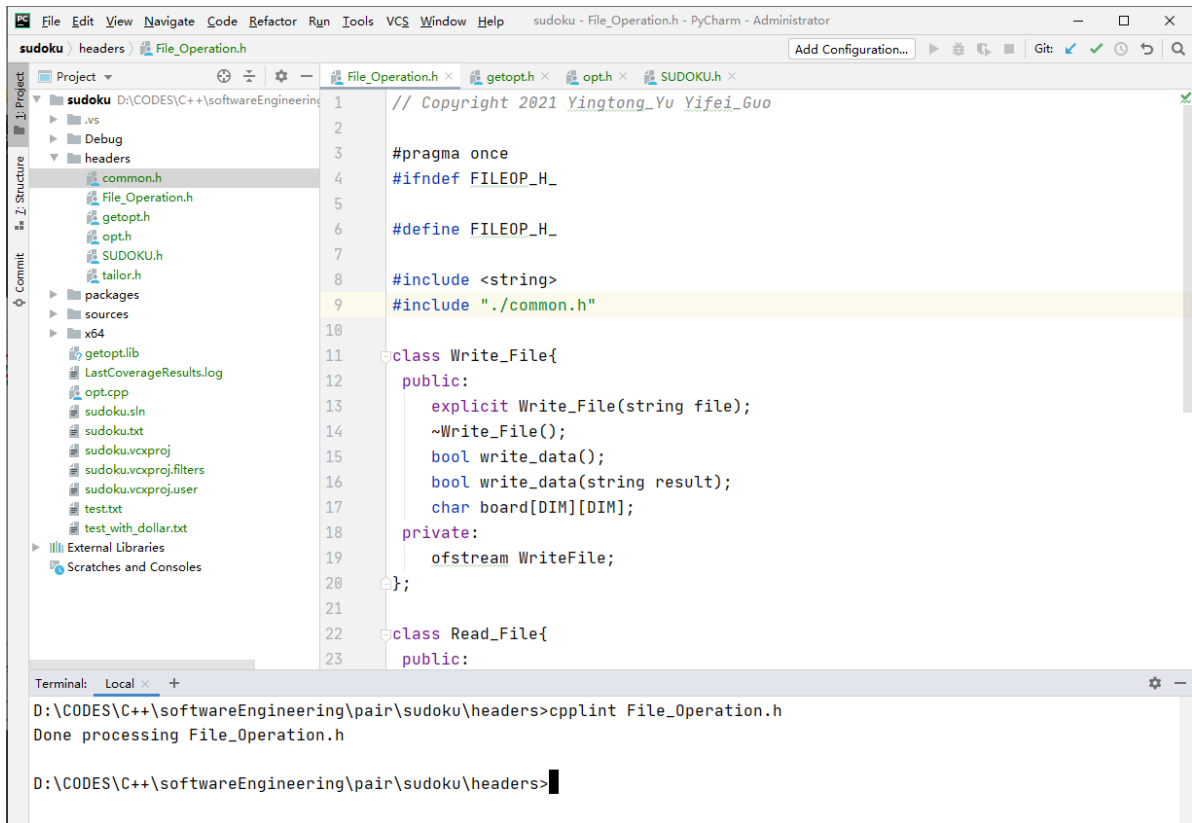 File Edit View Navigate Code Refactor Run Tools VCS Window Help sudoku - File_Operation.h - PyCharm - Administrator
sudoku headers File_Operation.h Add Configuration... Git:
Project
File_Operation.h getopt.h opt.h SUDOKU.h
1: Project
7: Structure
Commit
sudoku D:\CODES\C++\softwareEngineering
.vs
Debug
headers
common.h
File_Operation.h
getopt.h
opt.h
SUDOKU.h
tailor.h
packages
sources
x64
getopt.lib
LastCoverageResults.log
opt.cpp
sudoku.sln
sudoku.txt
sudoku.vcxproj
sudoku.vcxproj.filters
sudoku.vcxproj.user
test.txt
test_with_dollar.txt
External Libraries
Scratches and Consoles
1 // Copyright 2021 Yingtong_Yu Yifei_Guo
2
3 #pragma once
4 #ifndef FILEOP_H_
5
6 #define FILEOP_H_
7
8 #include <string>
9 #include "./common.h"
10
11 class Write_File{
12 public:
13 explicit Write_File(string file);
14 ~Write_File();
15 bool write_data();
16 bool write_data(string result);
17 char board[DIM][DIM];
18 private:
19 ofstream WriteFile;
20 };
21
22 class Read_File{
23 public:
Terminal: Local +
D:\CODES\C++\softwareEngineering\pair\sudoku\headers>cpplint File_Operation.h
Done processing File_Operation.h
D:\CODES\C++\softwareEngineering\pair\sudoku\headers>